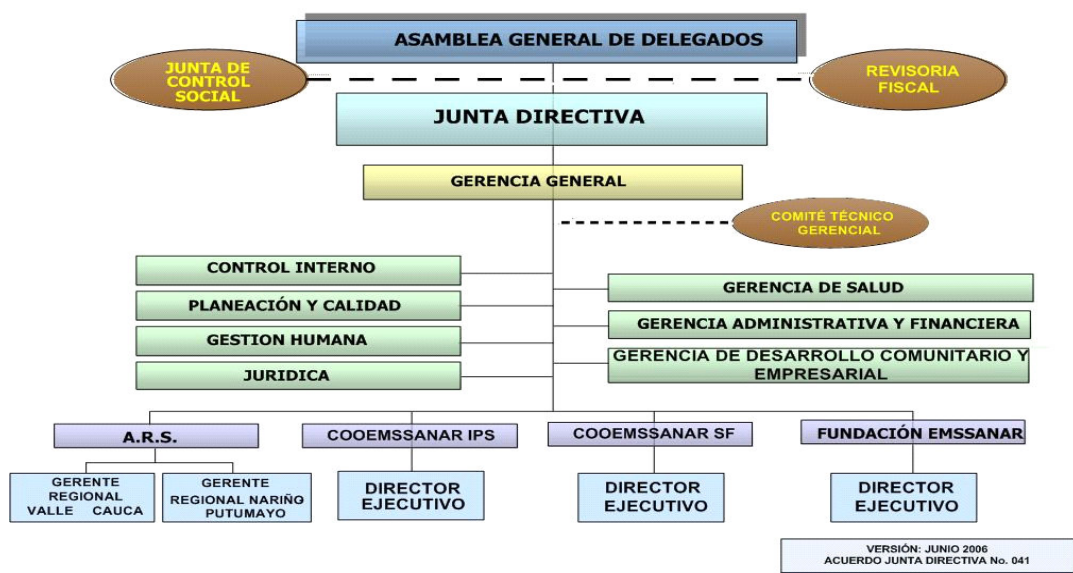 ASAMBLEA GENERAL DE DELEGADOS
JUNTA DE
CONTROL
SOCIAL
REVISORIA
FISCAL
JUNTA DIRECTIVA
GERENCIA GENERAL
COMITÉ TÉCNICO
GERENCIAL
CONTROL INTERNO
PLANEACIÓN Y CALIDAD
GESTION HUMANA
JURIDICA
GERENCIA DE SALUD
GERENCIA ADMINISTRATIVA Y FINANCIERA
GERENCIA DE DESARROLLO COMUNITARIO Y
EMPRESARIAL
A.R.S.
COOEMSSANAR IPS
COOEMSSANAR SF
FUNDACIÓN EMSSANAR
GERENTE
REGIONAL
VALLE CAUCA
GERENTE
REGIONAL NARIÑO
PUTUMAYO
DIRECTOR
EJECUTIVO
DIRECTOR
EJECUTIVO
DIRECTOR
EJECUTIVO
VERSIÓN: JUNIO 2006
ACUERDO JUNTA DIRECTIVA No. 041